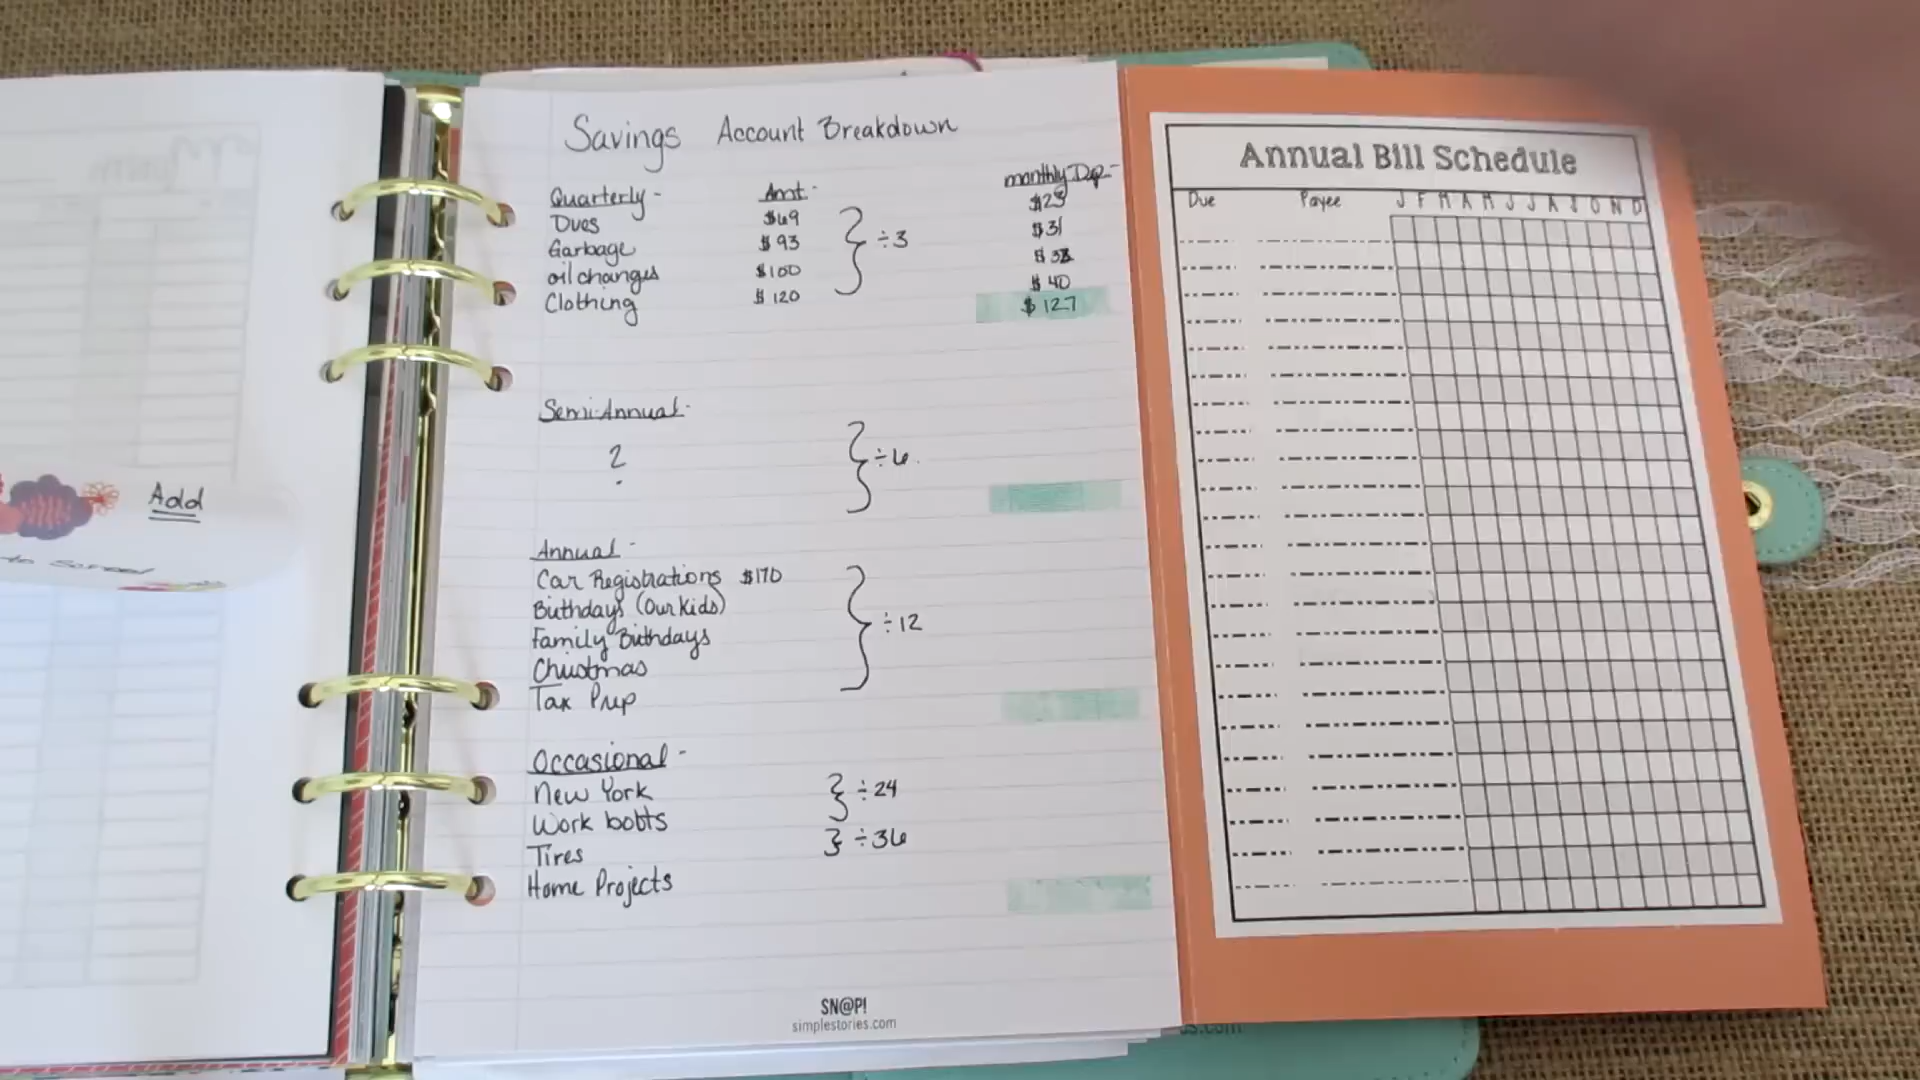 Savings Account Breakdown
Quarterly - Amt. - monthly Dep -
Dues $69 $23
Garbage $93 ÷3 $31
oil changes $100 $33
Clothing $120 $40
$127
Semi-Annual-
? ÷6
Annual -
Car Registrations $170
Birthdays (Our Kids) ÷12
Family Birthdays
Christmas
Tax Prep
Occasional -
New York ÷24
Work boots
Tires ÷36
Home Projects
SN@P!
simplestories.com
Annual Bill Schedule
Due Payee J F M A M J J A S O N D
Add
to School